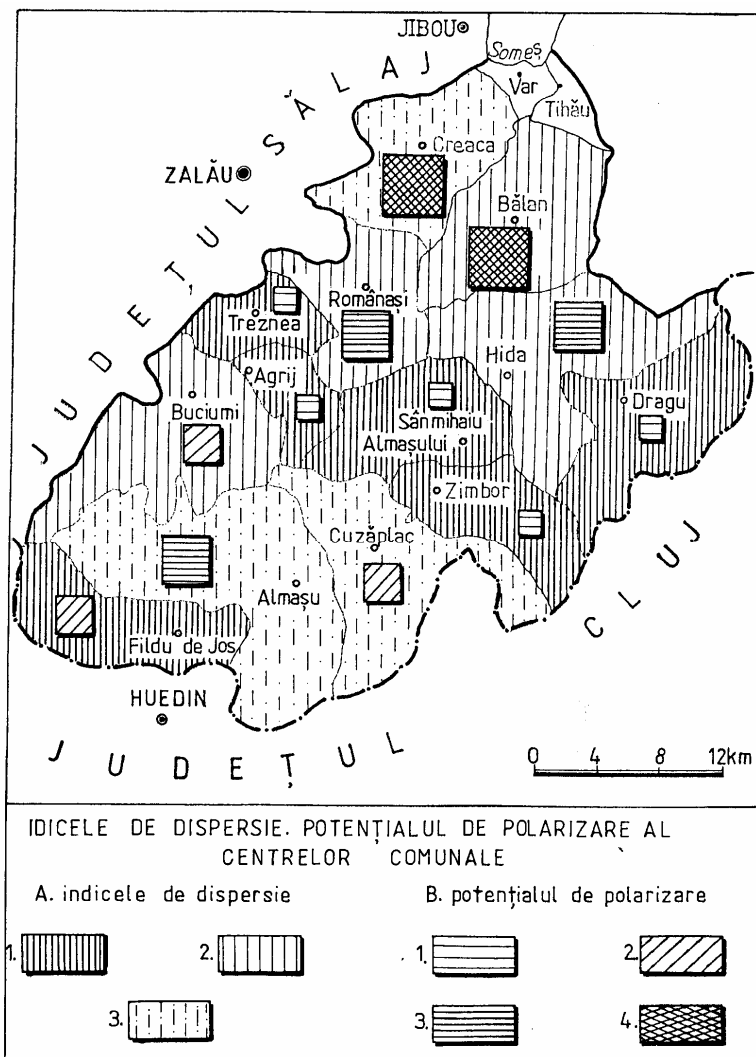 JIBOU
Someș
Var
Tihău
JUDEȚUL SĂLAJ
Creaca
ZALĂU
Bălan
Românași
Treznea
Hida
Agrij
Dragu
Buciumi
Sânmihaiu
Almașului
Zimbor
Cuzăplac
Almașu
Fildu de Jos
HUEDIN
JUDEȚUL CLUJ
0 4 8 12km
IDICELE DE DISPERSIE. POTENȚIALUL DE POLARIZARE AL
CENTRELOR COMUNALE
A. indicele de dispersie
B. potențialul de polarizare
1. 2. 1. 2.
3. 3. 4.